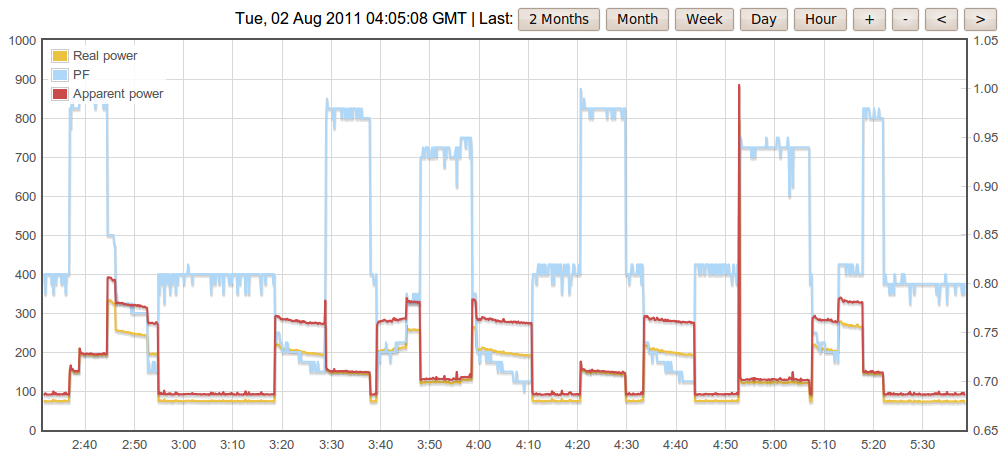 Tue, 02 Aug 2011 04:05:08 GMT | Last: 2 Months Month Week Day Hour + - < >
1000 1.05
Real power
900 1.00
PF
Apparent power
800 0.95
700
600 0.90
500 0.85
400 0.80
300 0.75
200
100 0.70
0 0.65
2:40 2:50 3:00 3:10 3:20 3:30 3:40 3:50 4:00 4:10 4:20 4:30 4:40 4:50 5:00 5:10 5:20 5:30